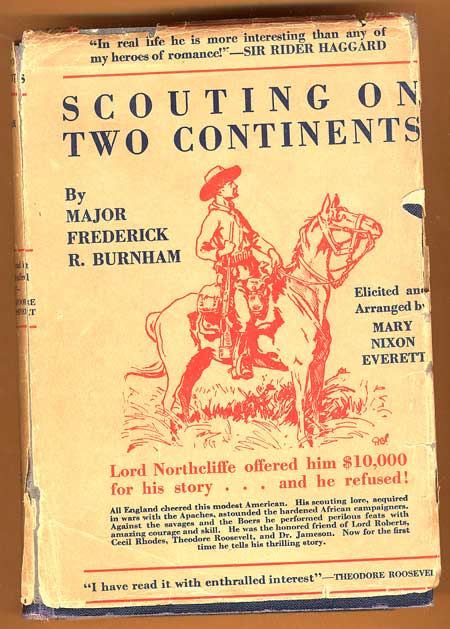 "In real life he is more interesting than any of
my heroes of romance!"—SIR RIDER HAGGARD
SCOUTING ON
TWO CONTINENTS
By
MAJOR
FREDERICK
R. BURNHAM
Elicited and
Arranged by
MARY
NIXON
EVERETT
Lord Northcliffe offered him $10,000
for his story . . . and he refused!
All England cheered this modest American. His scouting lore, acquired
in wars with the Apaches, astounded the hardened African campaigners.
Against the savages and the Boers he performed perilous feats with
amazing courage and skill. He was the honored friend of Lord Roberts,
Cecil Rhodes, Theodore Roosevelt, and Dr. Jameson. Now for the first
time he tells his thrilling story.
"I have read it with enthralled interest"—THEODORE ROOSEVEL